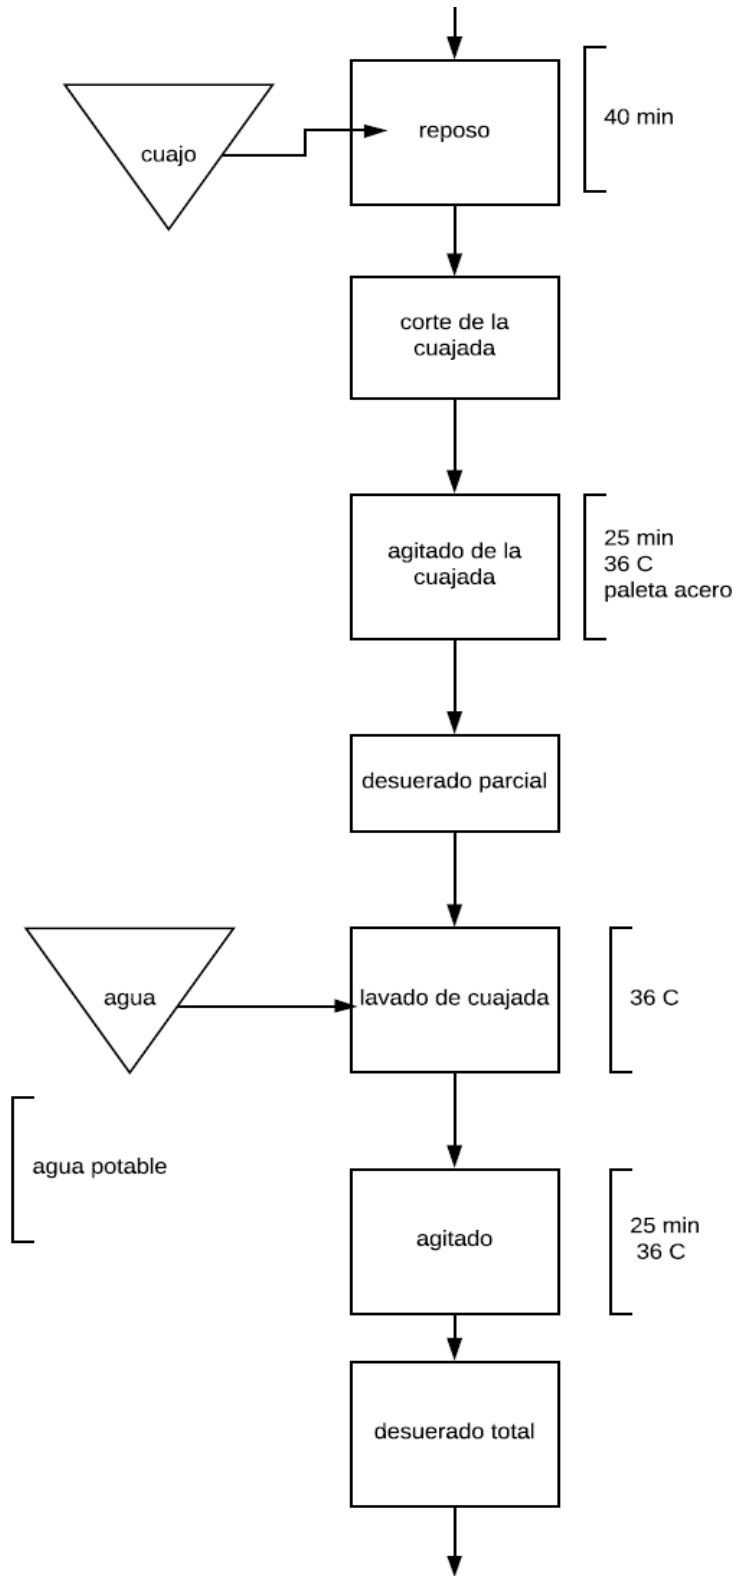 cuajo
reposo
40 min
corte de la
cuajada
agitado de la
cuajada
25 min
36 C
paleta acero
desuerado parcial
agua
lavado de cuajada
36 C
agua potable
agitado
25 min
36 C
desuerado total